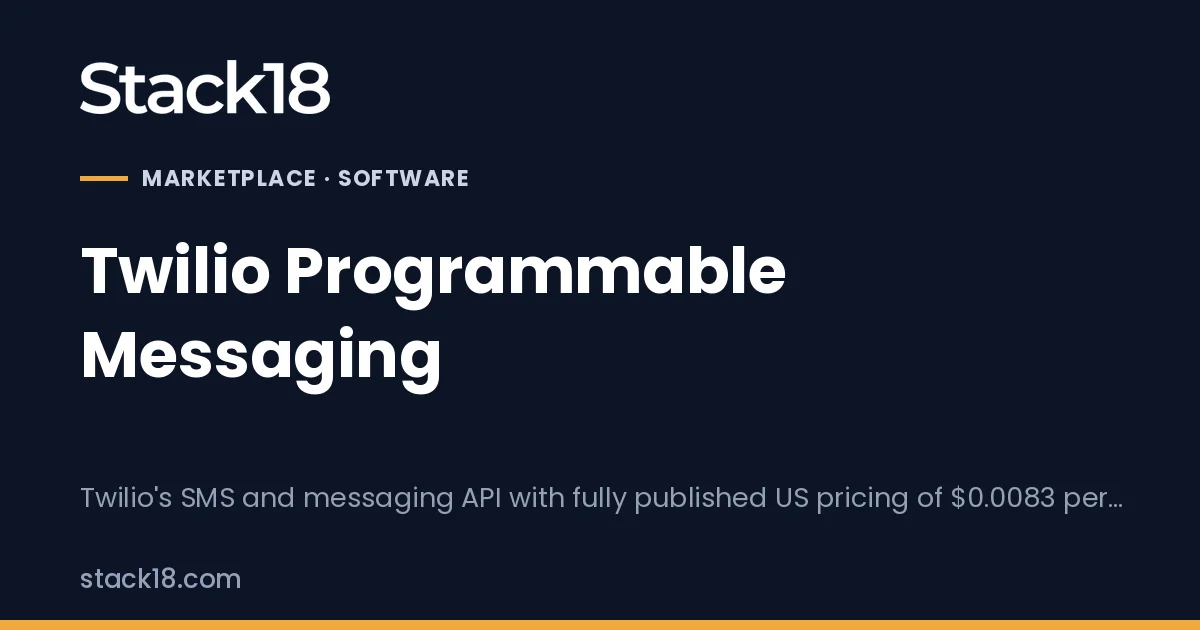 Stack18
MARKETPLACE · SOFTWARE
Twilio Programmable
Messaging
Twilio's SMS and messaging API with fully published US pricing of $0.0083 per...
stack18.com